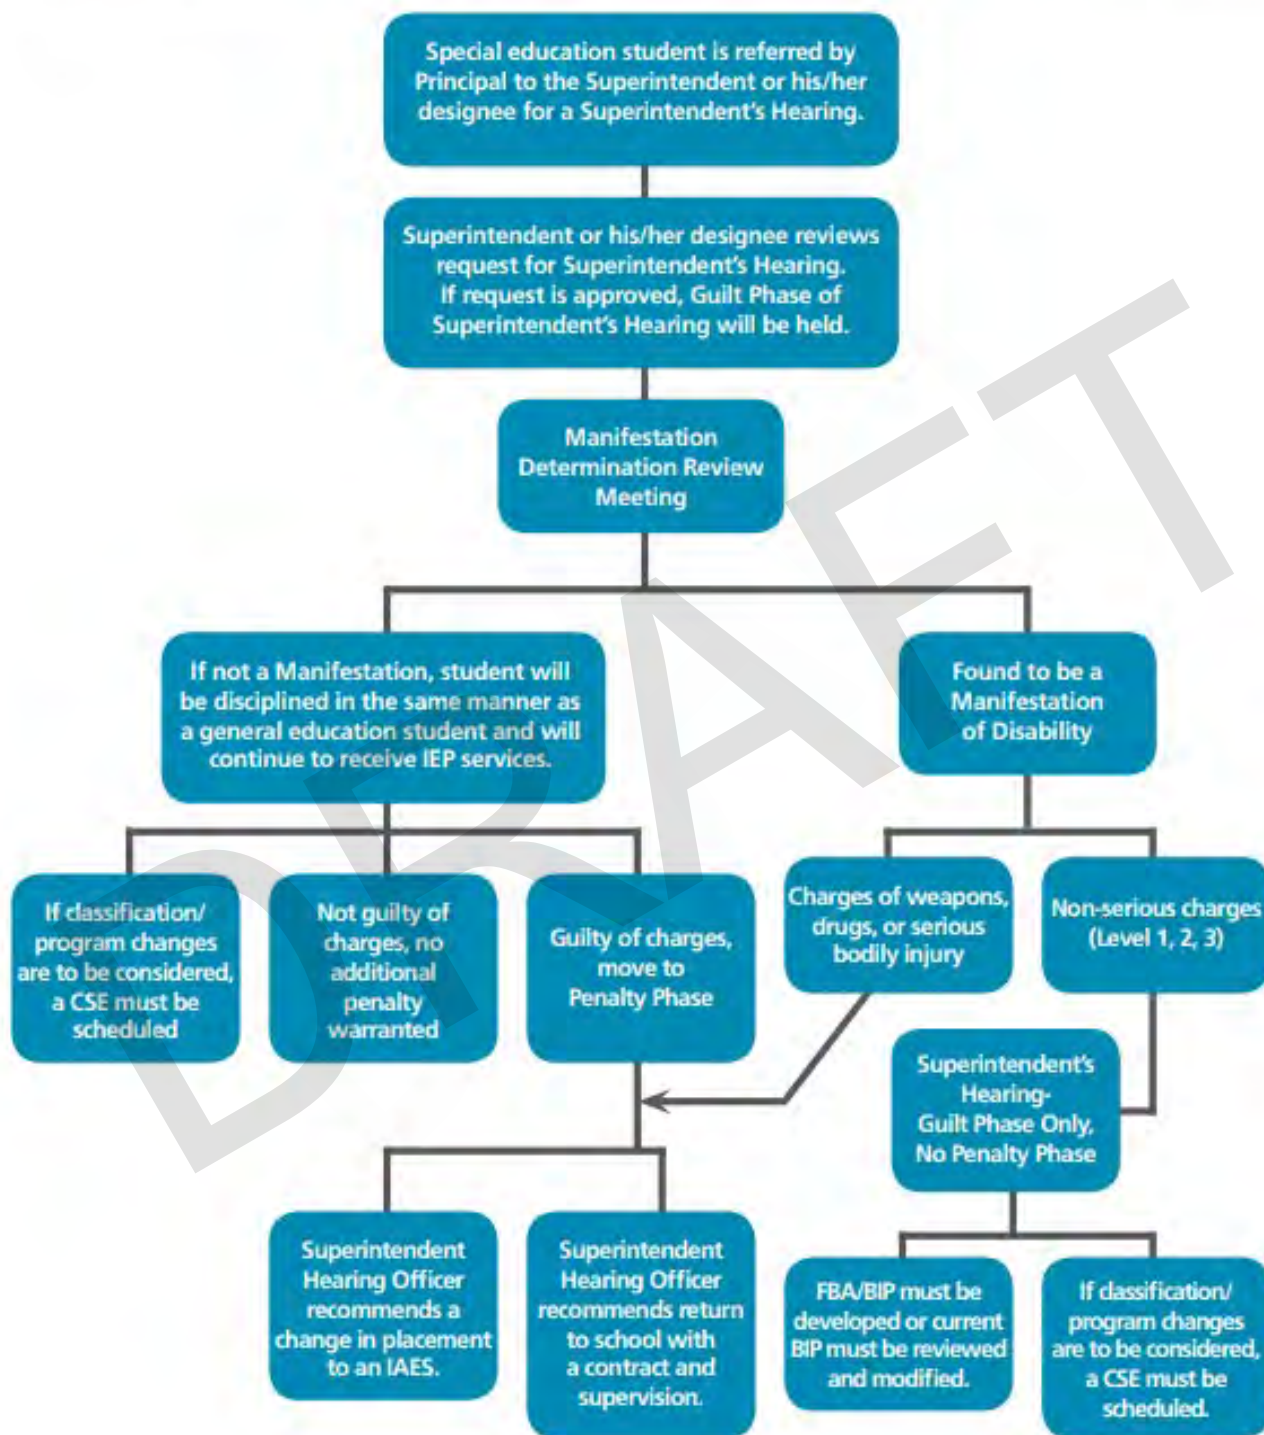 Special education student is referred by
Principal to the Superintendent or his/her
designee for a Superintendent's Hearing.
Superintendent or his/her designee reviews
request for Superintendent's Hearing.
If request is approved, Guilt Phase of
Superintendent's Hearing will be held.
Manifestation
Determination Review
Meeting
If not a Manifestation, student will
be disciplined in the same manner as
a general education student and will
continue to receive IEP services.
Found to be a
Manifestation
of Disability
If classification/
program changes
are to be considered,
a CSE must be
scheduled
Not guilty of
charges, no
additional
penalty
warranted
Guilty of charges,
move to
Penalty Phase
Charges of weapons,
drugs, or serious
bodily injury
Non-serious charges
(Level 1, 2, 3)
Superintendent's
Hearing-
Guilt Phase Only,
No Penalty Phase
Superintendent
Hearing Officer
recommends a
change in placement
to an IAES.
Superintendent
Hearing Officer
recommends return
to school with
a contract and
supervision.
FBA/BIP must be
developed or current
BIP must be reviewed
and modified.
If classification/
program changes
are to be considered,
a CSE must be
scheduled.
DRAFT